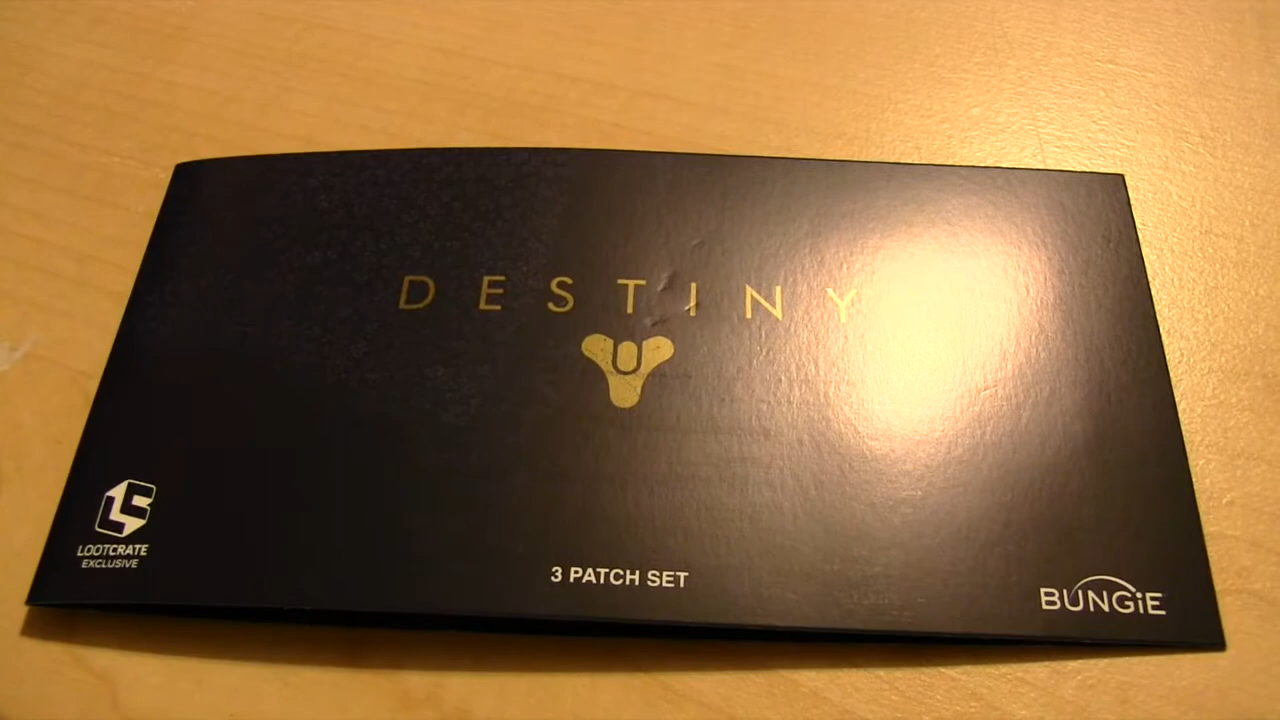 DESTINY
LOOTCRATE
EXCLUSIVE
3 PATCH SET
BUNGiE